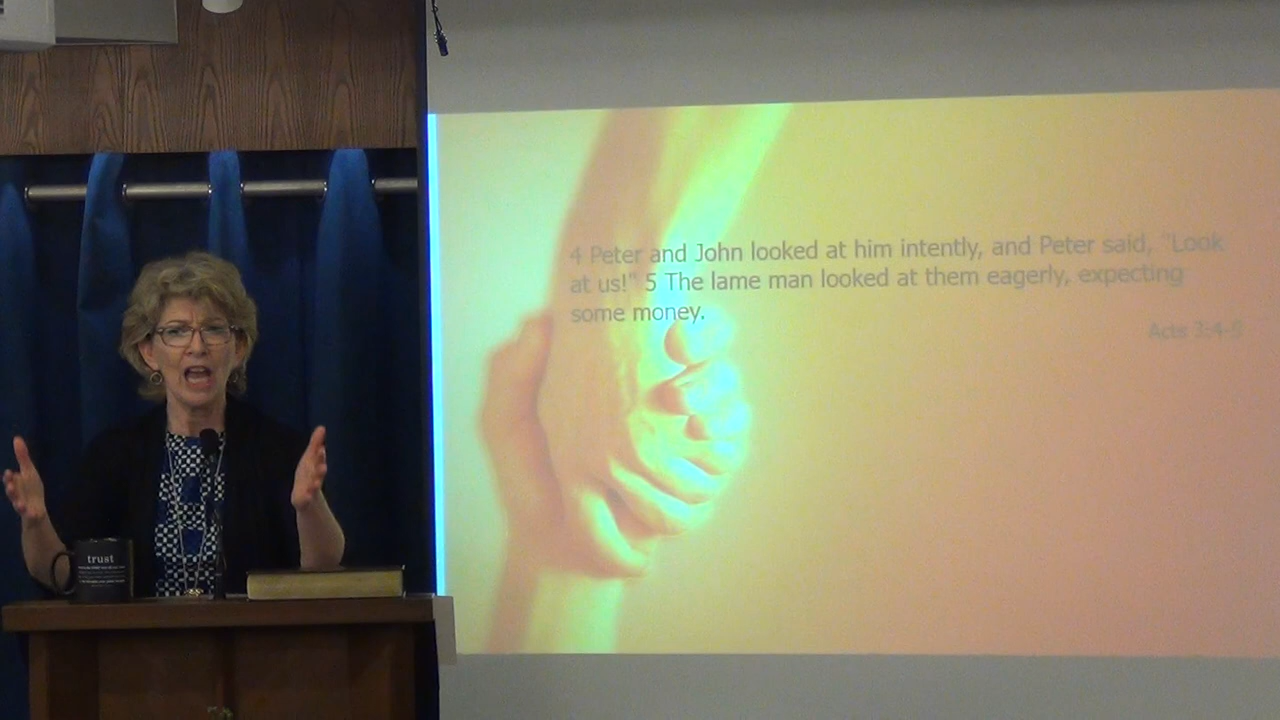 4 Peter and John looked at him intently, and Peter said, "Look
at us!" 5 The lame man looked at them eagerly, expecting
some money.
Acts 3:4-5
trust